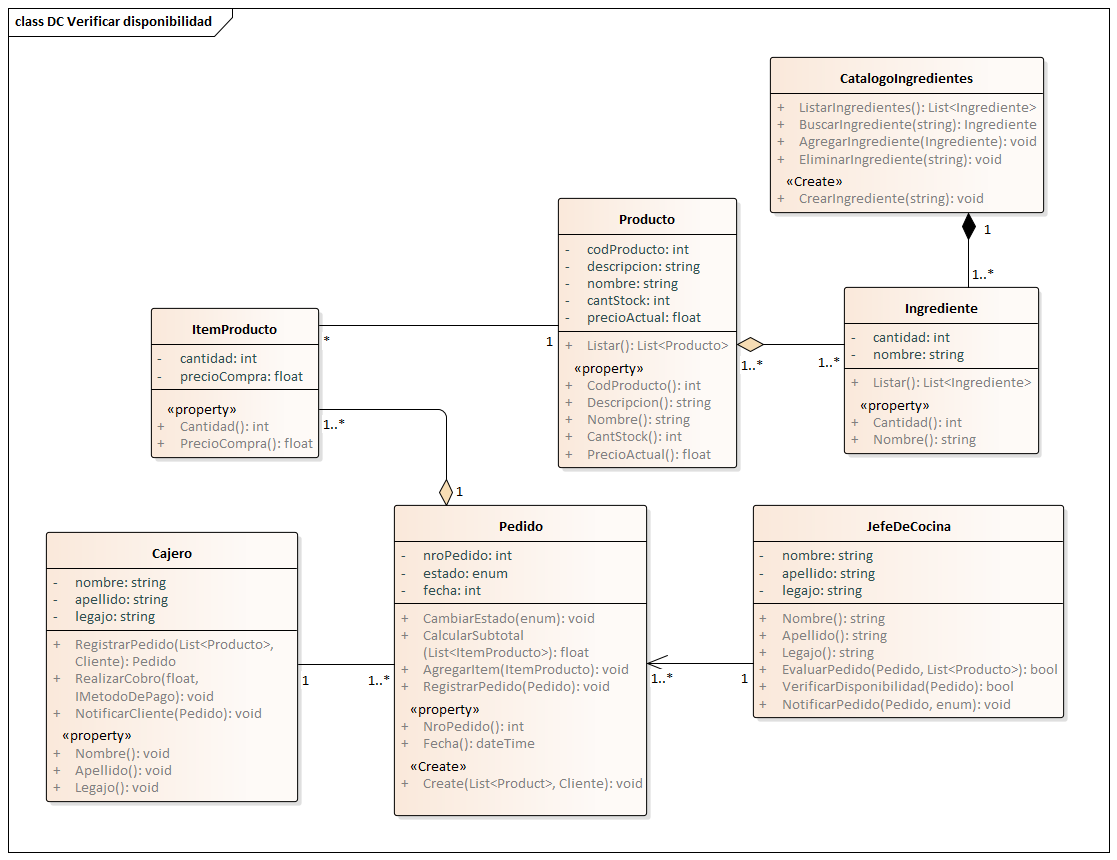 class DC Verificar disponibilidad
CatalogoIngredientes
+ ListarIngredientes(): List<Ingrediente>
+ BuscarIngrediente(string): Ingrediente
+ AgregarIngrediente(Ingrediente): void
+ EliminarIngrediente(string): void
«Create»
+ CrearIngrediente(string): void
1
1..*
Producto
- codProducto: int
- descripcion: string
- nombre: string
- cantStock: int
- precioActual: float
+ Listar(): List<Producto>
«property»
+ CodProducto(): int
+ Descripcion(): string
+ Nombre(): string
+ CantStock(): int
+ PrecioActual(): float
1..*
1..*
Ingrediente
- cantidad: int
- nombre: string
+ Listar(): List<Ingrediente>
«property»
+ Cantidad(): int
+ Nombre(): string
ItemProducto
- cantidad: int
- precioCompra: float
«property»
+ Cantidad(): int
+ PrecioCompra(): float
*
1
1..*
1
Cajero
- nombre: string
- apellido: string
- legajo: string
+ RegistrarPedido(List<Producto>,
Cliente): Pedido
+ RealizarCobro(float,
IMetodoDePago): void
+ NotificarCliente(Pedido): void
«property»
+ Nombre(): void
+ Apellido(): void
+ Legajo(): void
1
1..*
Pedido
- nroPedido: int
- estado: enum
- fecha: int
+ CambiarEstado(enum): void
+ CalcularSubtotal
(List<ItemProducto>): float
+ AgregarItem(ItemProducto): void
+ RegistrarPedido(Pedido): void
«property»
+ NroPedido(): int
+ Fecha(): dateTime
«Create»
+ Create(List<Product>, Cliente): void
1..*
1
JefeDeCocina
- nombre: string
- apellido: string
- legajo: string
+ Nombre(): string
+ Apellido(): string
+ Legajo(): string
+ EvaluarPedido(Pedido, List<Producto>): bool
+ VerificarDisponibilidad(Pedido): bool
+ NotificarPedido(Pedido, enum): void